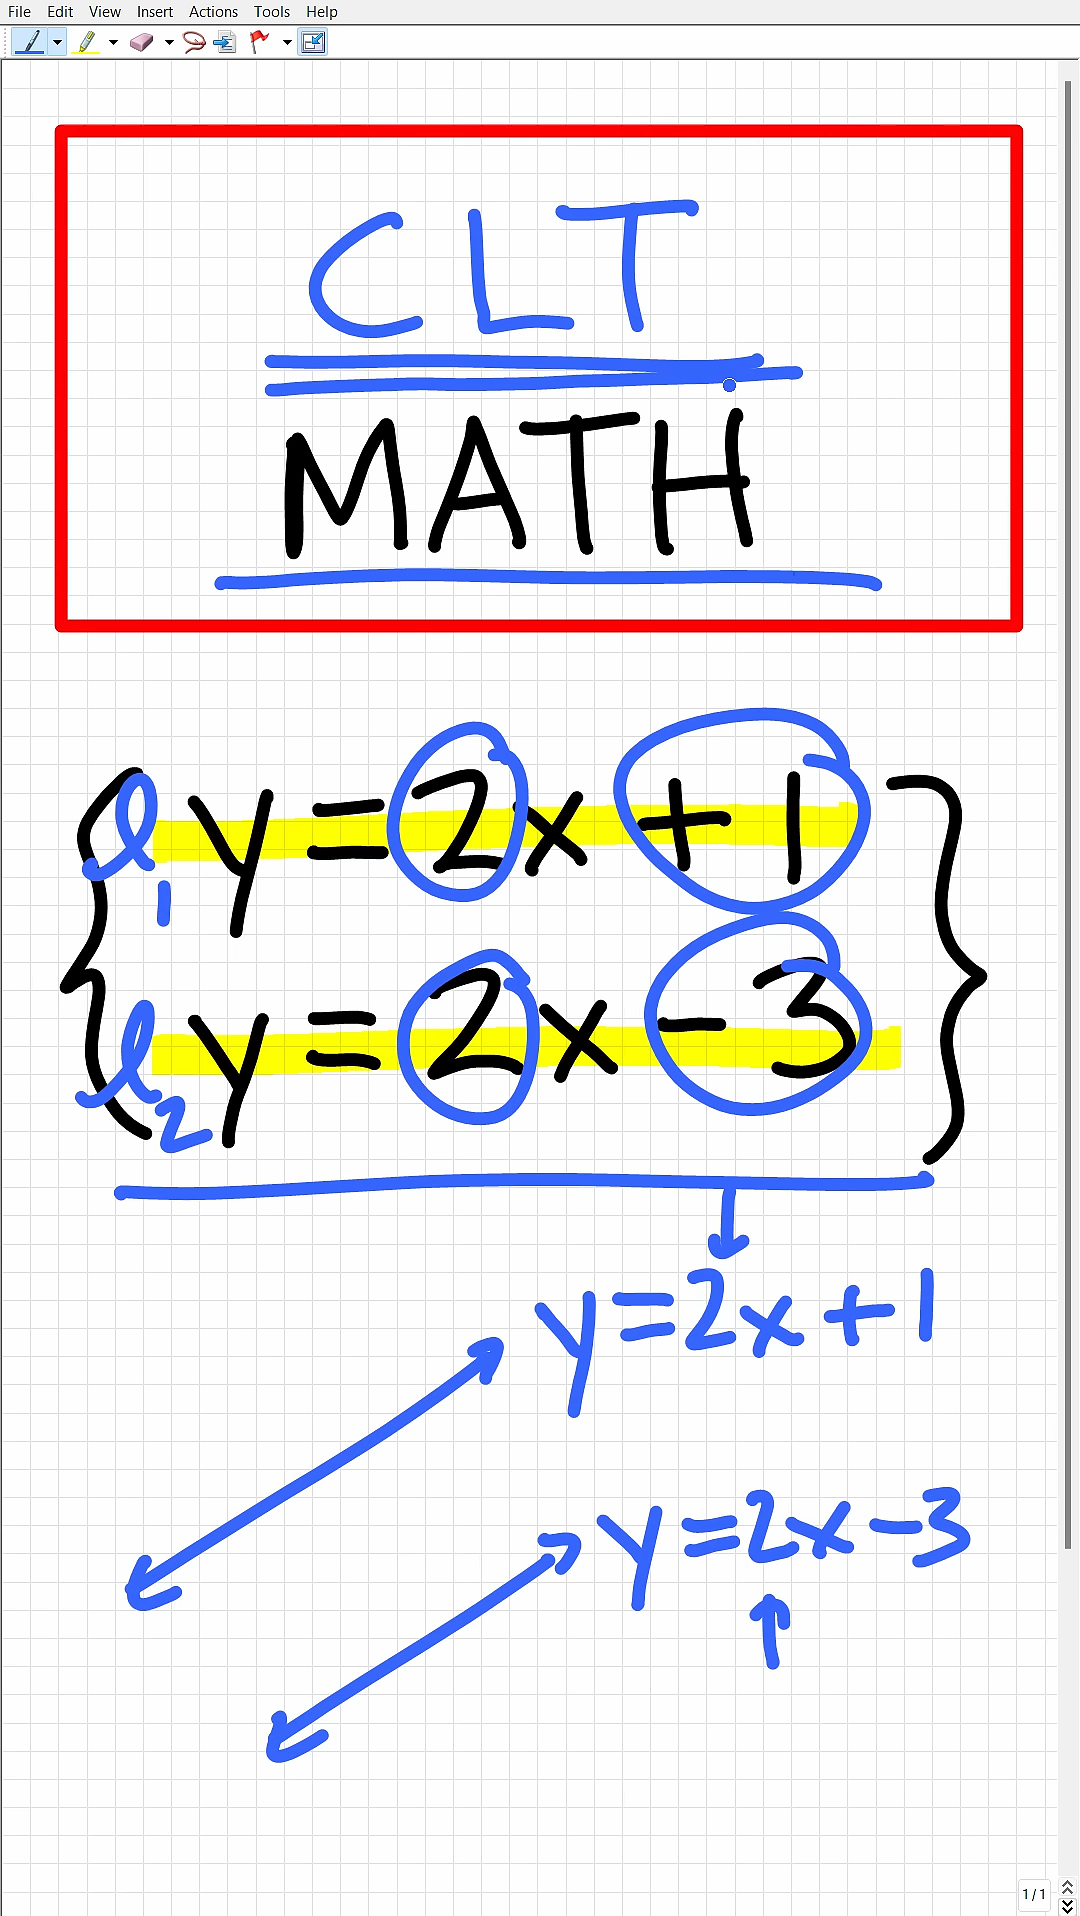 File Edit View Insert Actions Tools Help
CLT
MATH
l1 y = 2x + 1
l2 y = 2x - 3
y = 2x + 1
y = 2x - 3
1 / 1